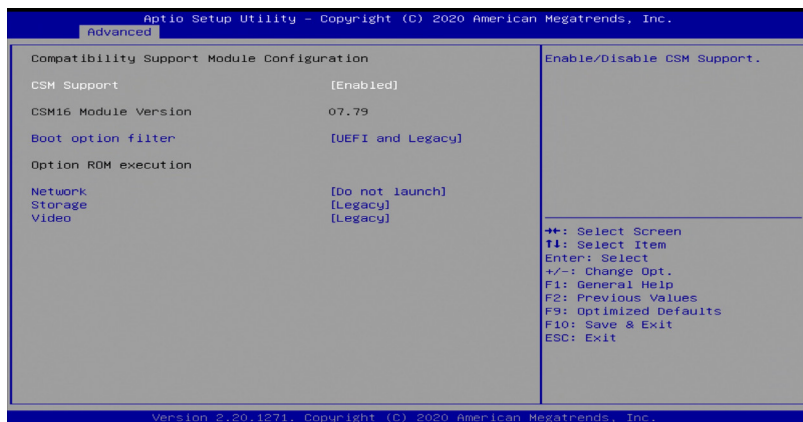 Aptio Setup Utility – Copyright (C) 2020 American Megatrends, Inc.
Advanced
Compatibility Support Module Configuration
CSM Support [Enabled]
CSM16 Module Version 07.79
Boot option filter [UEFI and Legacy]
Option ROM execution
Network [Do not launch]
Storage [Legacy]
Video [Legacy]
Enable/Disable CSM Support.
→←: Select Screen
↑↓: Select Item
Enter: Select
+/-: Change Opt.
F1: General Help
F2: Previous Values
F9: Optimized Defaults
F10: Save & Exit
ESC: Exit
Version 2.20.1271. Copyright (C) 2020 American Megatrends, Inc.